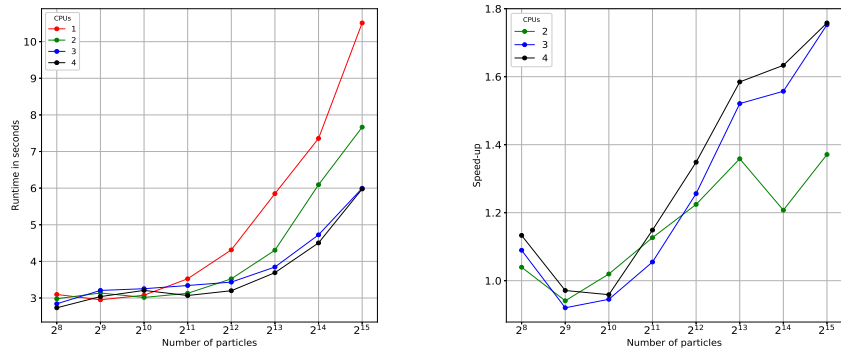 CPUs
1
2
3
4
10
9
8
7
6
5
4
3
Runtime in seconds
2^8 2^9 2^10 2^11 2^12 2^13 2^14 2^15
Number of particles
CPUs
2
3
4
1.8
1.6
1.4
1.2
1.0
Speed-up
2^8 2^9 2^10 2^11 2^12 2^13 2^14 2^15
Number of particles